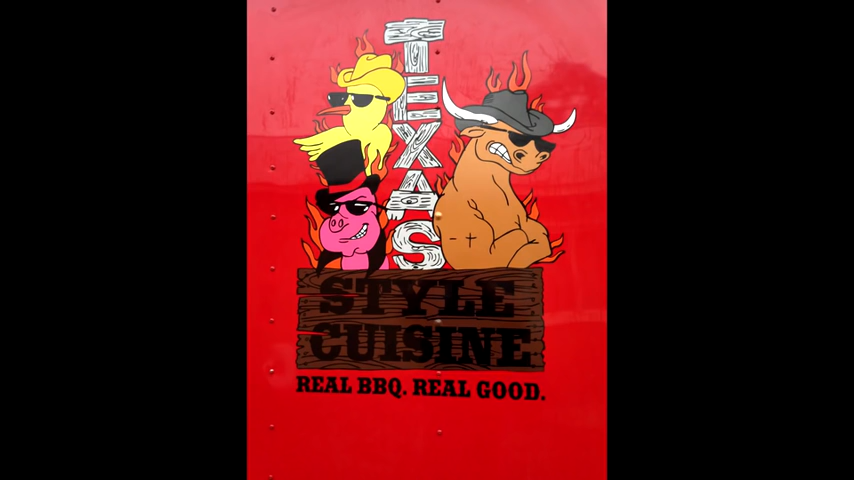 TEXAS
STYLE
CUISINE
REAL BBQ. REAL GOOD.